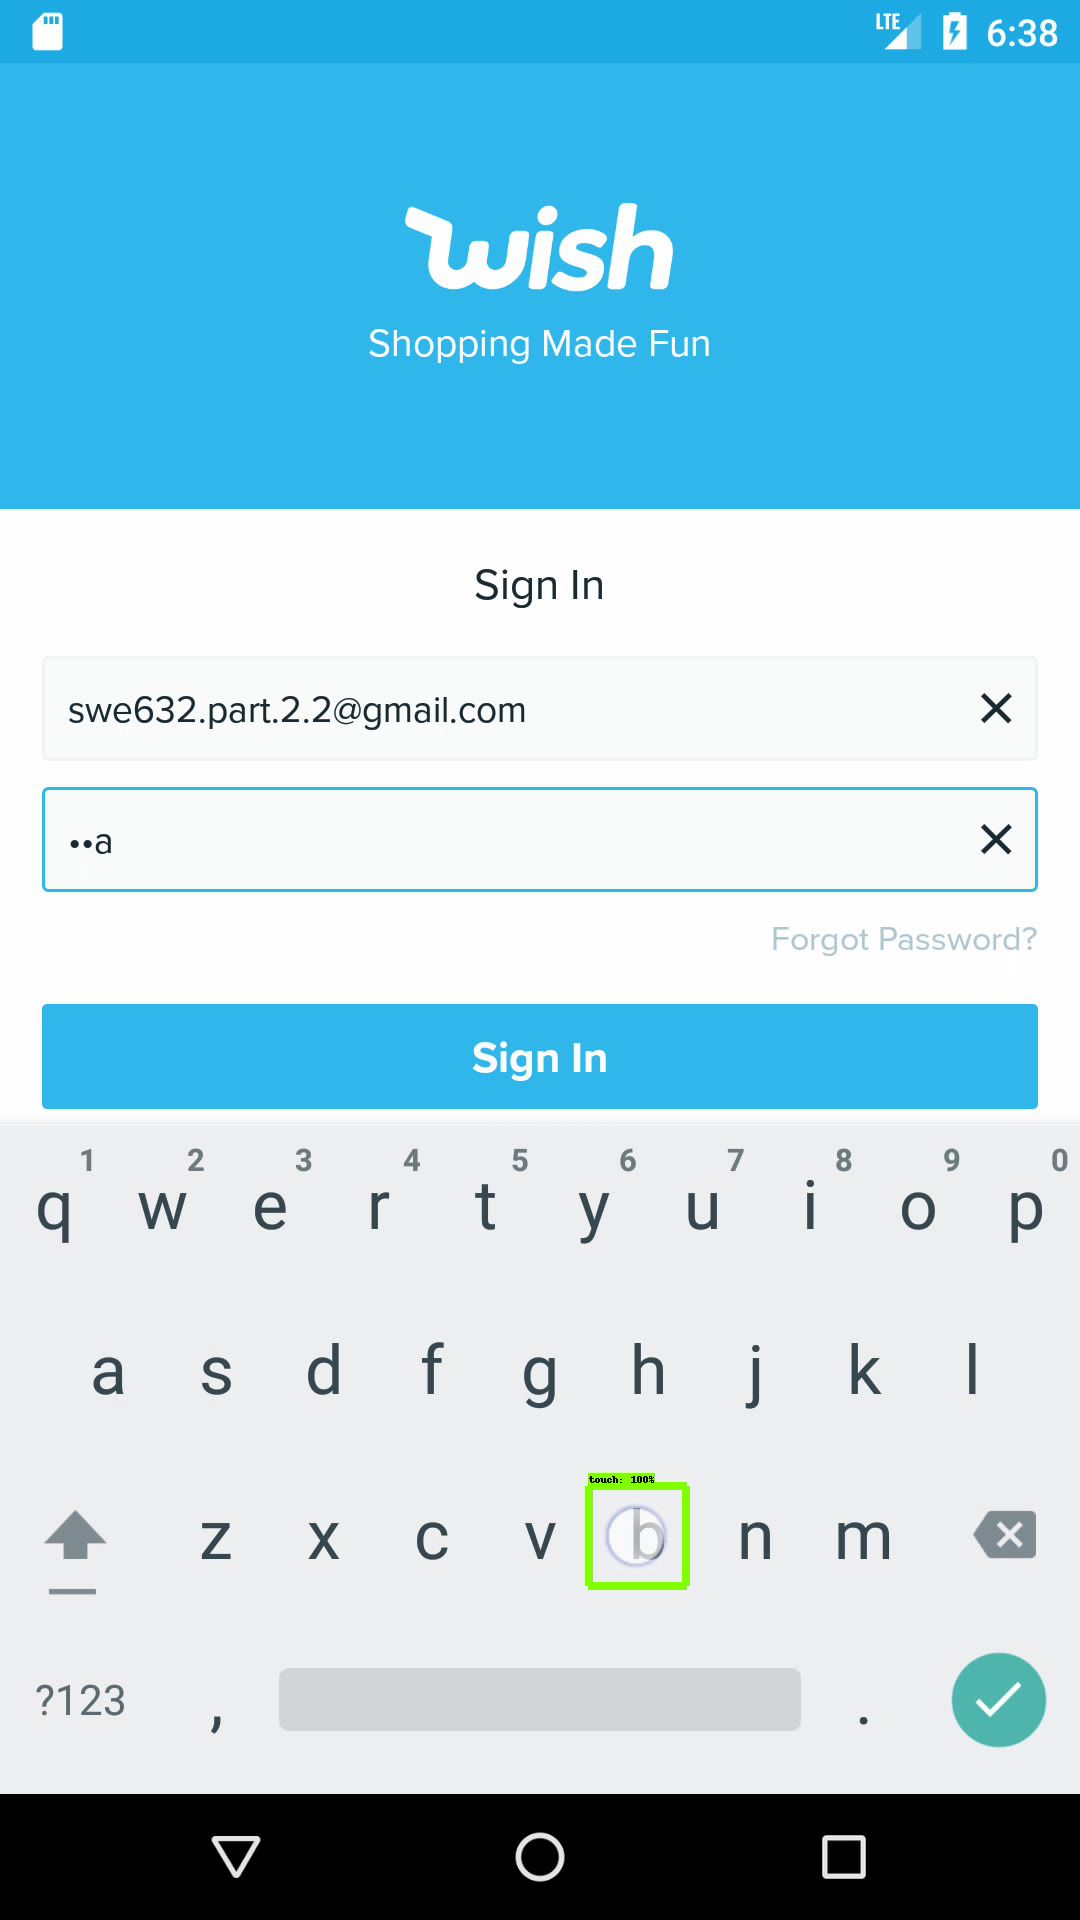 LTE 6:38
wish
Shopping Made Fun
Sign In
swe632.part.2.2@gmail.com
••a
Forgot Password?
Sign In
1 2 3 4 5 6 7 8 9 0
q w e r t y u i o p
a s d f g h j k l
touch: 100%
z x c v b n m
?123 , .